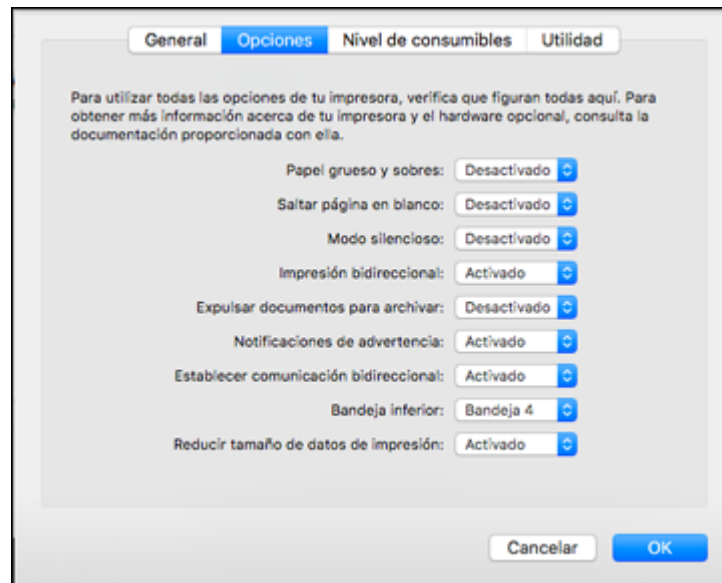 General Opciones Nivel de consumibles Utilidad
Para utilizar todas las opciones de tu impresora, verifica que figuran todas aquí. Para
obtener más información acerca de tu impresora y el hardware opcional, consulta la
documentación proporcionada con ella.
Papel grueso y sobres: Desactivado
Saltar página en blanco: Desactivado
Modo silencioso: Desactivado
Impresión bidireccional: Activado
Expulsar documentos para archivar: Desactivado
Notificaciones de advertencia: Activado
Establecer comunicación bidireccional: Activado
Bandeja inferior: Bandeja 4
Reducir tamaño de datos de impresión: Activado
Cancelar OK